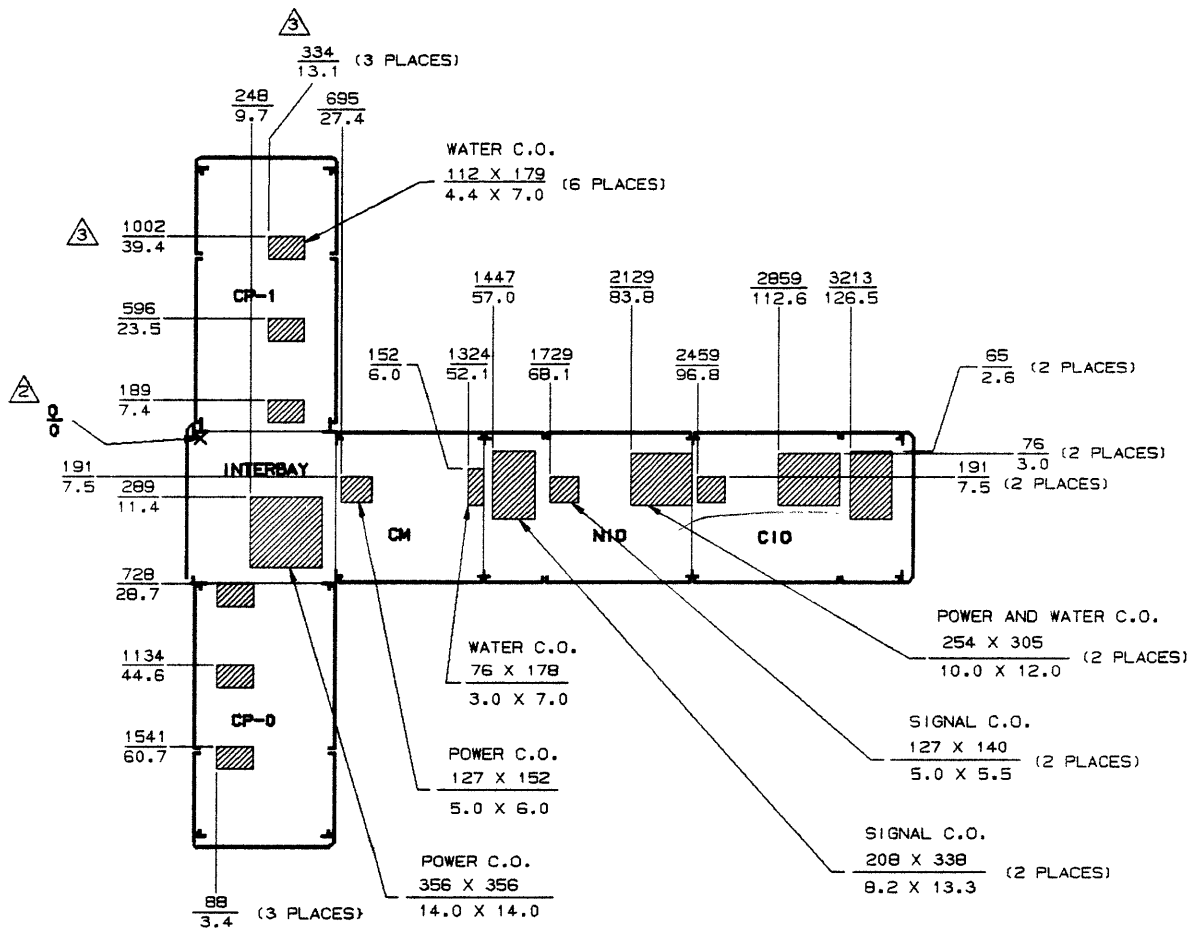 3
334
13.1 (3 PLACES)
248
9.7
695
27.4
WATER C.O.
112 X 179
4.4 X 7.0 (6 PLACES)
3
1002
39.4
CP-1
596
23.5
1447
57.0
2129
83.8
2859
112.6
3213
126.5
152
6.0
1324
52.1
1729
68.1
2459
96.8
65
2.6 (2 PLACES)
2
0
0
189
7.4
76
3.0 (2 PLACES)
INTERBAY
191
7.5
191
7.5 (2 PLACES)
289
11.4
CM
NIO
CIO
728
28.7
POWER AND WATER C.O.
254 X 305
10.0 X 12.0 (2 PLACES)
WATER C.O.
76 X 178
3.0 X 7.0
1134
44.6
CP-0
SIGNAL C.O.
127 X 140
5.0 X 5.5 (2 PLACES)
1541
60.7
POWER C.O.
127 X 152
5.0 X 6.0
SIGNAL C.O.
208 X 338
8.2 X 13.3 (2 PLACES)
POWER C.O.
356 X 356
14.0 X 14.0
88
3.4 (3 PLACES)